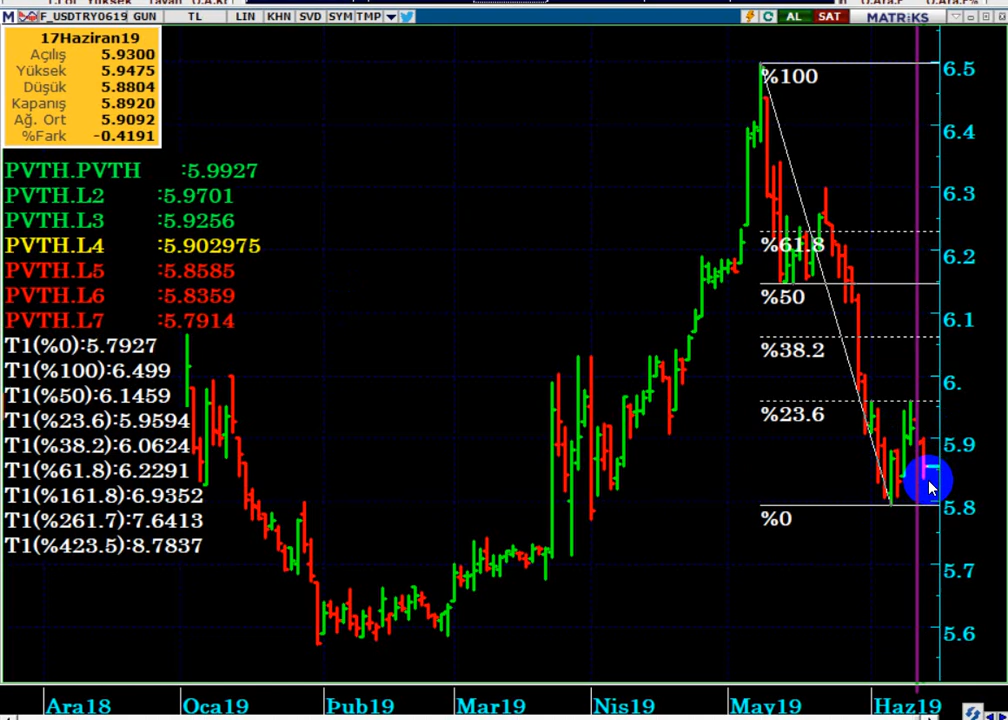 F_USDTRY0619 GUN TL LIN KHN SVD SYM TMP AL SAT MATRiKS
17Haziran19
Açılış 5.9300
Yüksek 5.9475
Düşük 5.8804
Kapanış 5.8920
Ağ. Ort 5.9092
%Fark -0.4191
PVTH.PVTH :5.9927
PVTH.L2 :5.9701
PVTH.L3 :5.9256
PVTH.L4 :5.902975
PVTH.L5 :5.8585
PVTH.L6 :5.8359
PVTH.L7 :5.7914
T1(%0):5.7927
T1(%100):6.499
T1(%50):6.1459
T1(%23.6):5.9594
T1(%38.2):6.0624
T1(%61.8):6.2291
T1(%161.8):6.9352
T1(%261.7):7.6413
T1(%423.5):8.7837
%100
%61.8
%50
%38.2
%23.6
%0
6.5
6.4
6.3
6.2
6.1
6.
5.9
5.8
5.7
5.6
Ara18 Oca19 Þub19 Mar19 Nis19 May19 Haz19